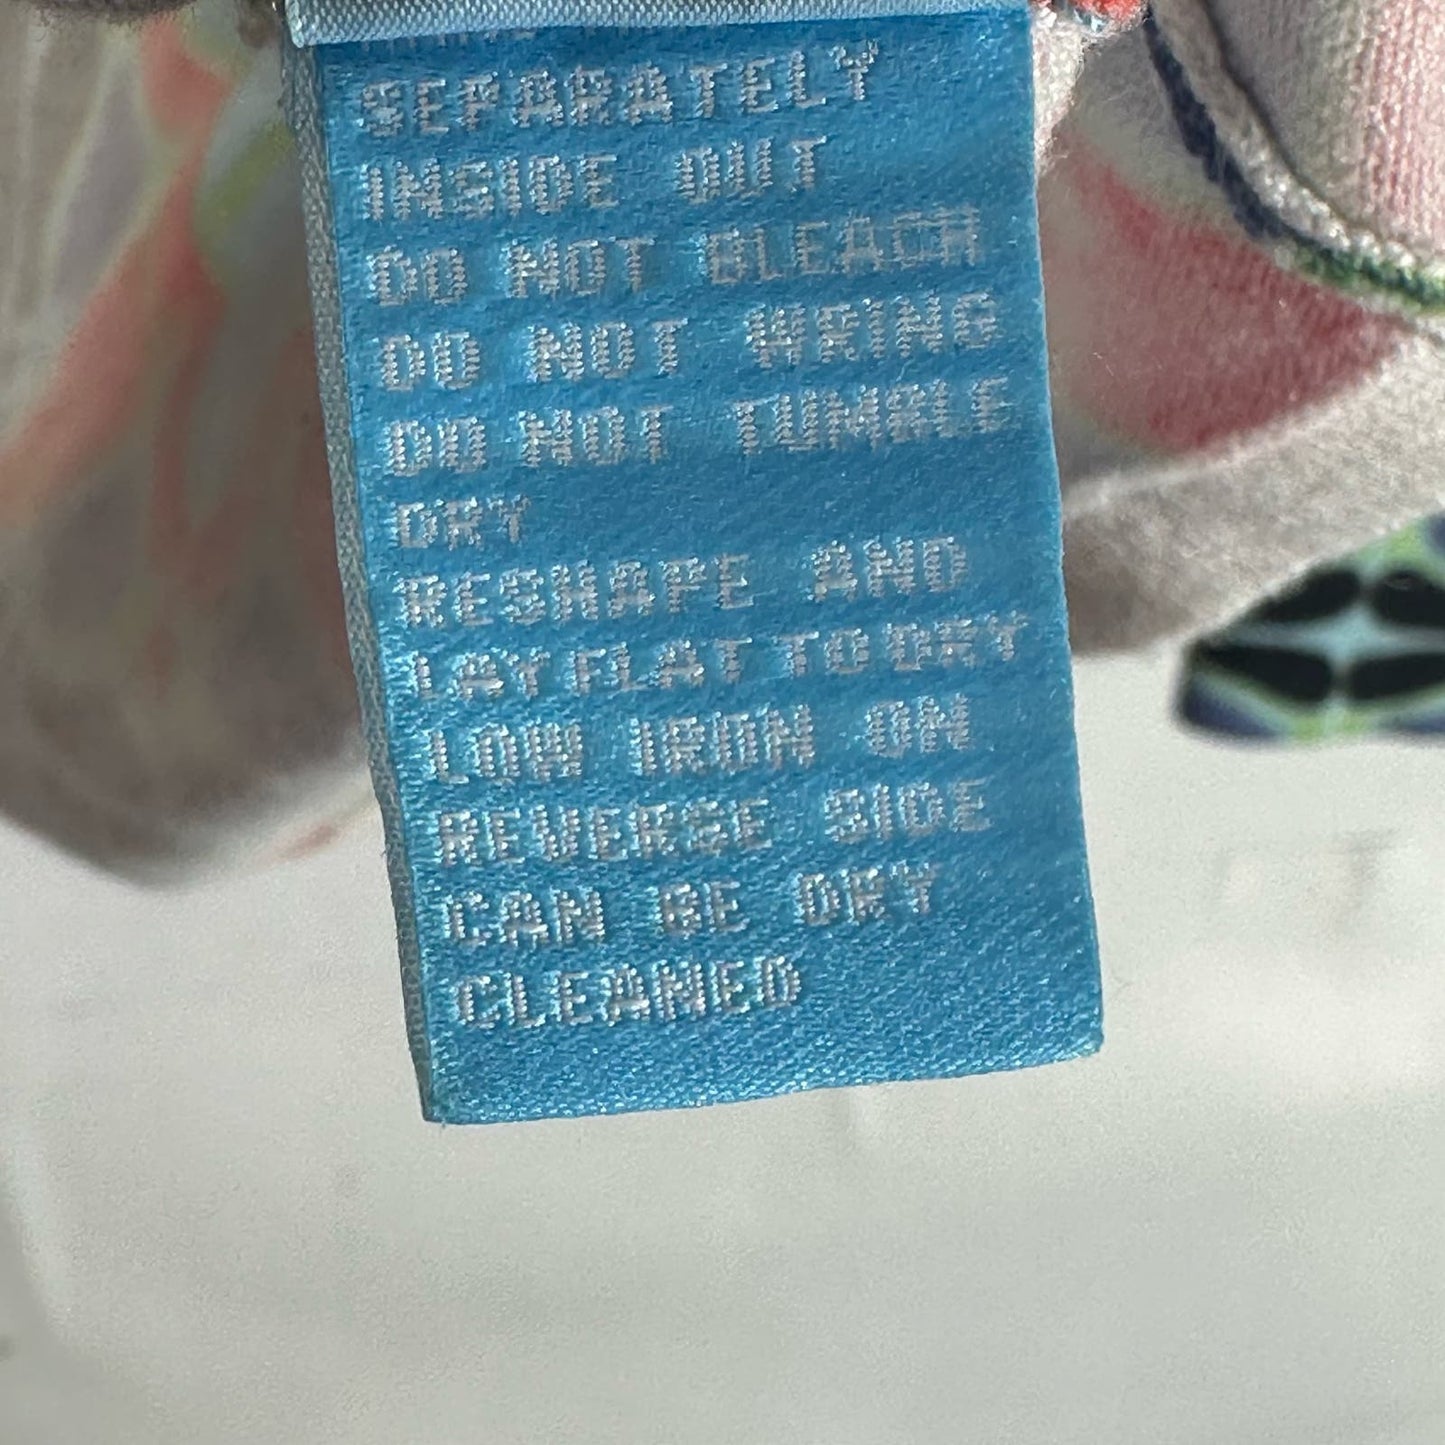 SEPARATELY
INSIDE OUT
DO NOT BLEACH
DO NOT WRING
DO NOT TUMBLE
DRY
RESHAPE AND
LAY FLAT TO DRY
LOW IRON ON
REVERSE SIDE
CAN BE DRY
CLEANED